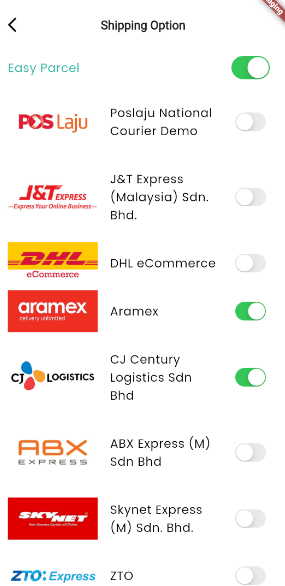 Shipping Option
Easy Parcel
POS Laju
Poslaju National
Courier Demo
J&T EXPRESS
Express Your Online Business
J&T Express
(Malaysia) Sdn.
Bhd.
DHL
eCommerce
DHL eCommerce
aramex
delivery unlimited
Aramex
CJ LOGISTICS
CJ Century
Logistics Sdn
Bhd
ABX
EXPRESS
ABX Express (M)
Sdn Bhd
SKYNET
Skynet Express
(M) Sdn. Bhd.
ZTO Express
ZTO